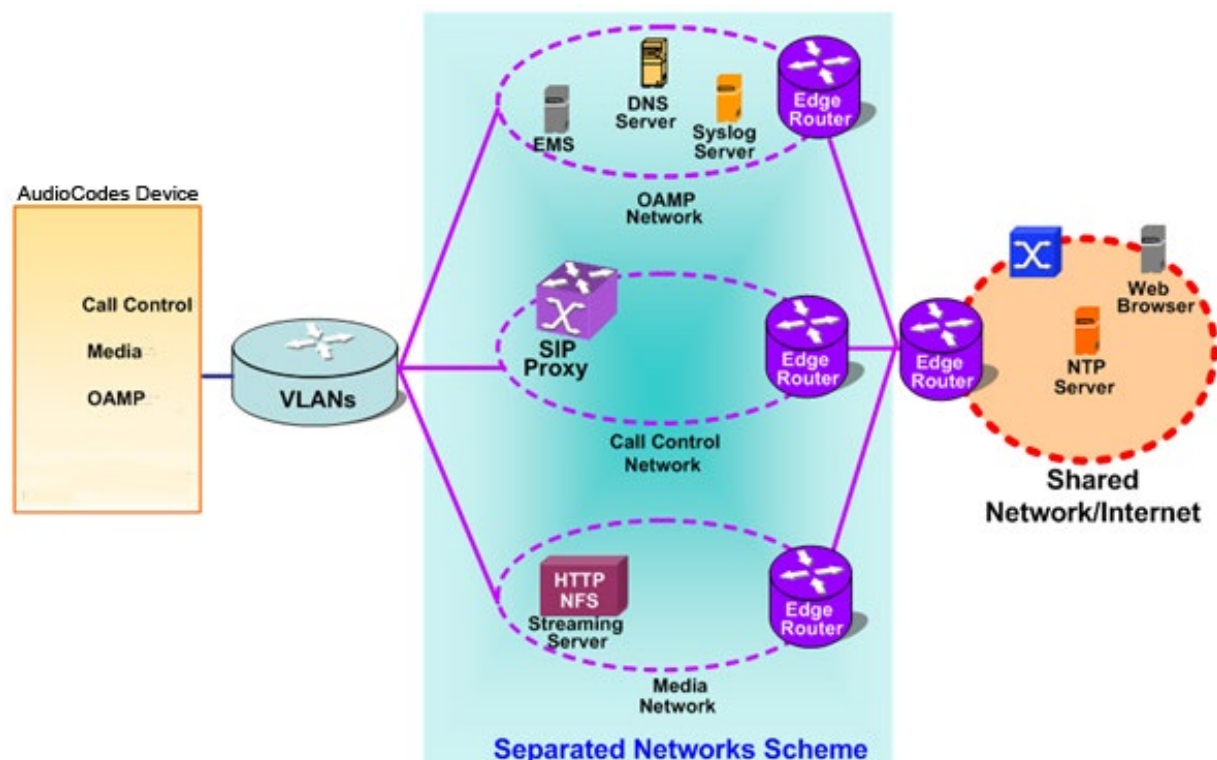 AudioCodes Device
Call Control
Media
OAMP
VLANs
EMS
DNS
Server
Syslog
Server
Edge
Router
OAMP
Network
SIP
Proxy
Edge
Router
Call Control
Network
HTTP
NFS
Streaming
Server
Edge
Router
Media
Network
Separated Networks Scheme
Edge
Router
Web
Browser
NTP
Server
Shared
Network/Internet